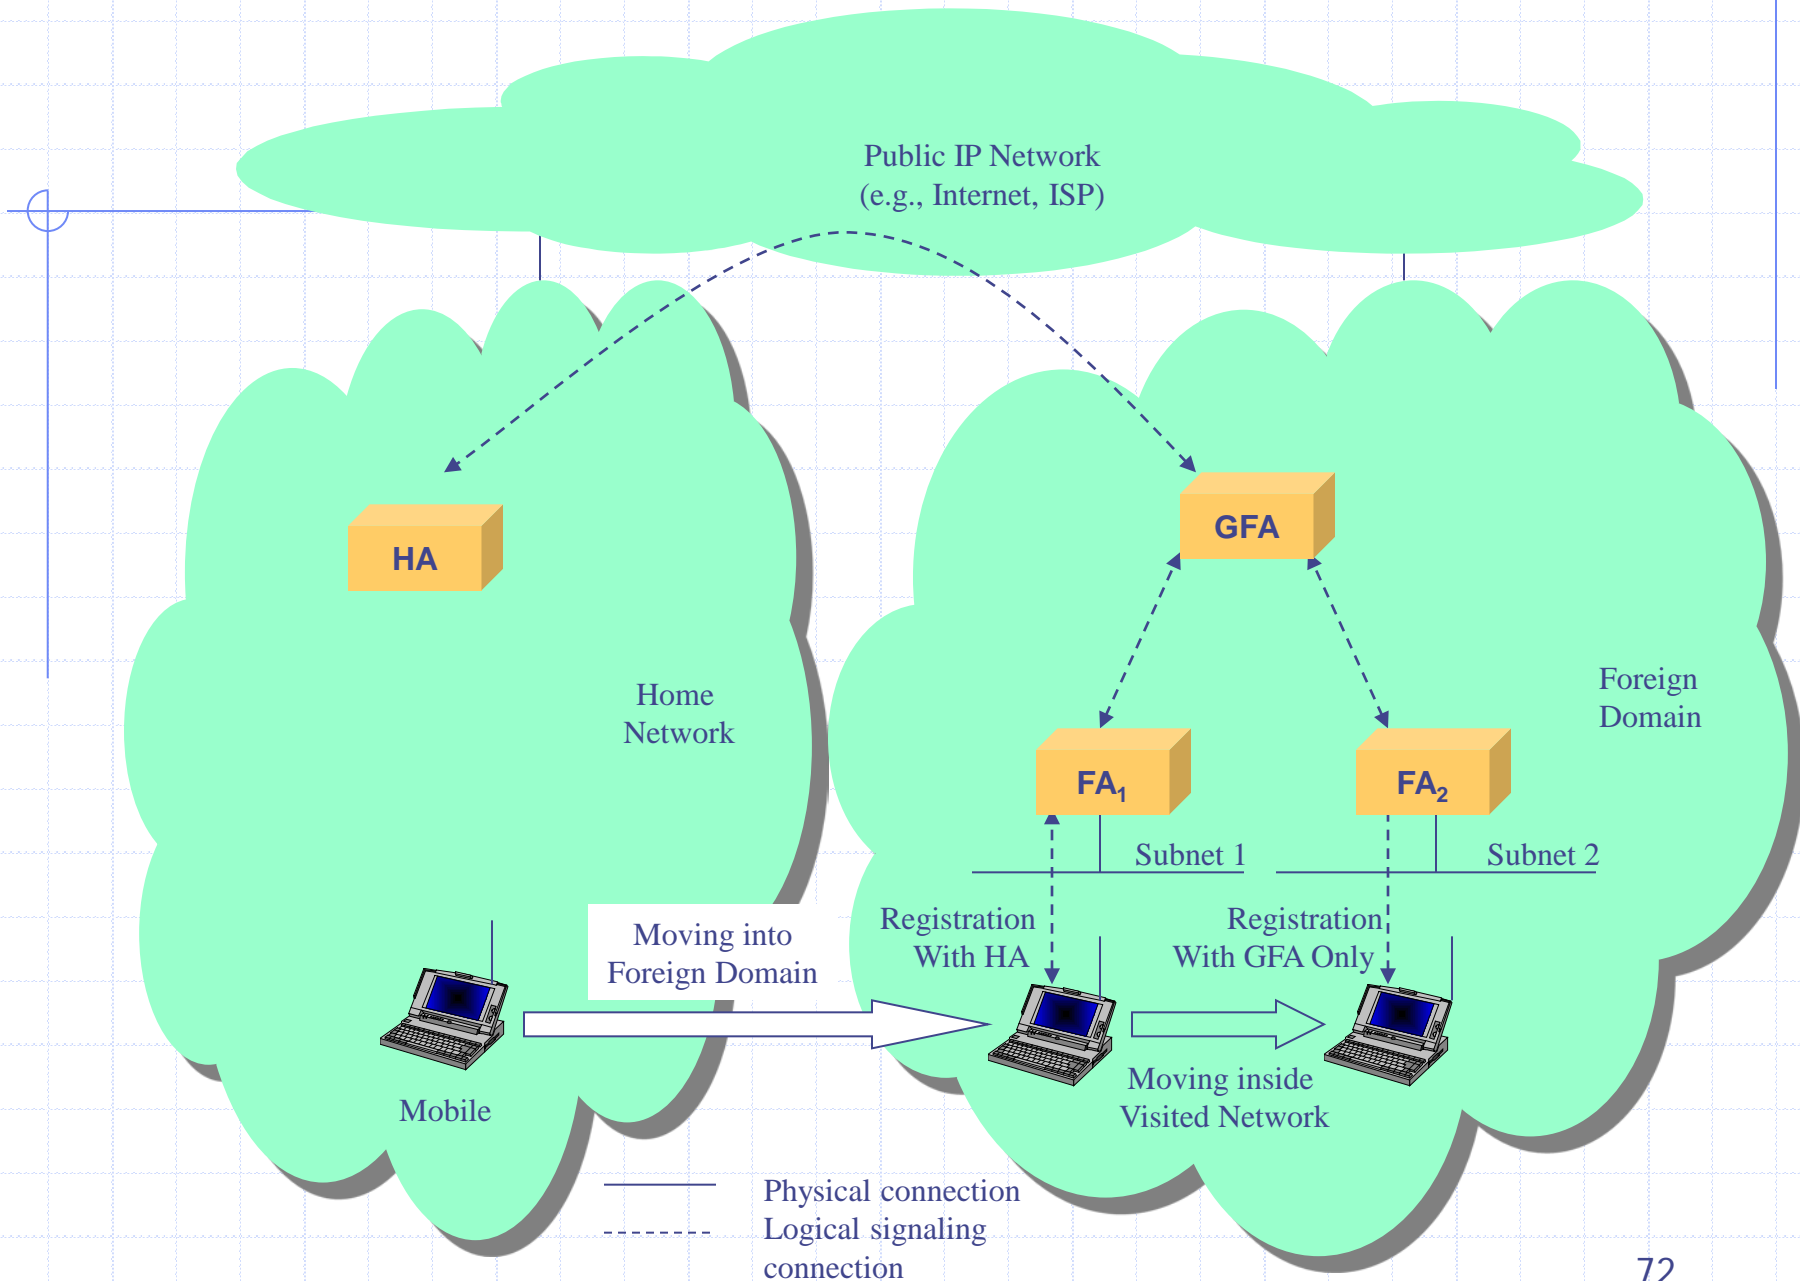 Public IP Network
(e.g., Internet, ISP)
HA
GFA
Home
Network
Foreign
Domain
FA1
FA2
Subnet 1
Subnet 2
Moving into
Foreign Domain
Registration
With HA
Registration
With GFA Only
Mobile
Moving inside
Visited Network
Physical connection
Logical signaling
connection
72